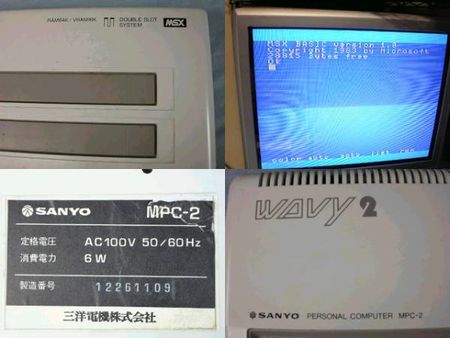 RAM64K / VRAM16K
DOUBLE SLOT
SYSTEM
MSX
MSX BASIC version 1.0
Copyright 1983 by Microsoft
28815 Bytes free
Ok
color auto goto list run
SANYO MPC-2
定格電圧 AC100V 50/60Hz
消費電力 6W
製造番号 12261109
三洋電機株式会社
WAVY 2
SANYO PERSONAL COMPUTER MPC-2